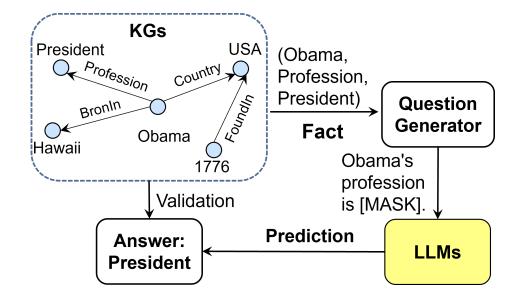 KGs
President
USA
Profession
Country
BronIn
Obama
FoundIn
Hawaii
1776
(Obama,
Profession,
President)
Fact
Question
Generator
Obama's
profession
is [MASK].
Validation
Answer:
President
Prediction
LLMs